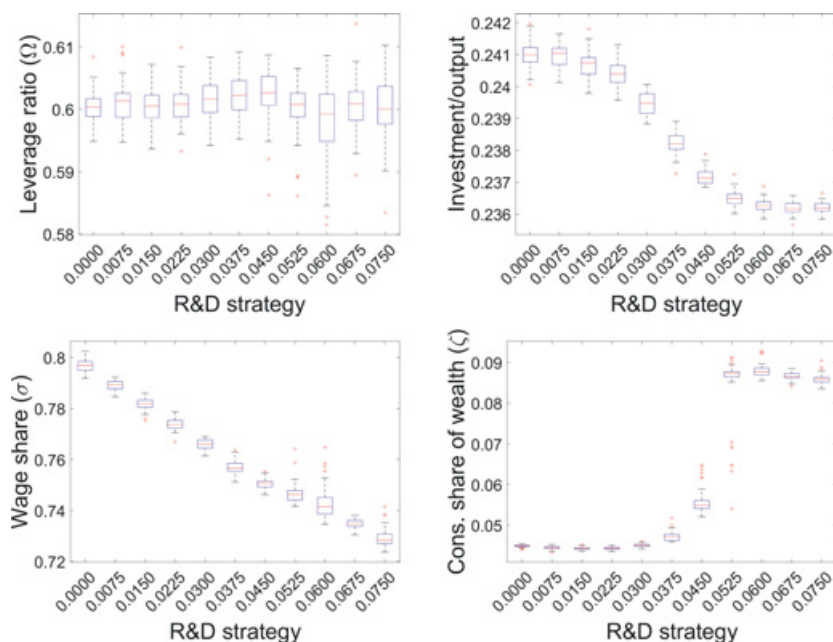 Leverage ratio (Ω)
0.61
0.6
0.59
0.58
0.0000 0.0075 0.0150 0.0225 0.0300 0.0375 0.0450 0.0525 0.0600 0.0675 0.0750
R&D strategy
Investment/output
0.242
0.241
0.24
0.239
0.238
0.237
0.236
0.0000 0.0075 0.0150 0.0225 0.0300 0.0375 0.0450 0.0525 0.0600 0.0675 0.0750
R&D strategy
Wage share (σ)
0.8
0.78
0.76
0.74
0.72
0.0000 0.0075 0.0150 0.0225 0.0300 0.0375 0.0450 0.0525 0.0600 0.0675 0.0750
R&D strategy
Cons. share of wealth (ζ)
0.09
0.08
0.07
0.06
0.05
0.0000 0.0075 0.0150 0.0225 0.0300 0.0375 0.0450 0.0525 0.0600 0.0675 0.0750
R&D strategy